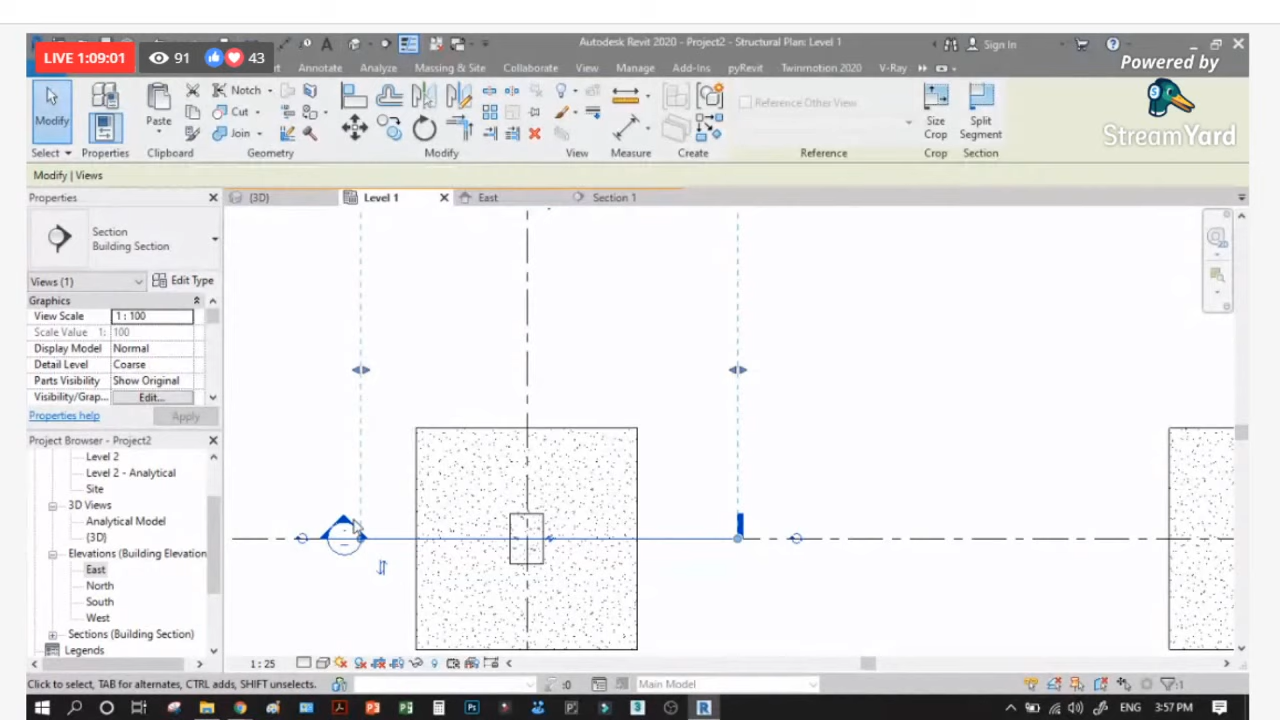 LIVE 1:09:01
91
43
Autodesk Revit 2020 - Project2 - Structural Plan: Level 1
Sign In
Powered by
StreamYard
Annotate
Analyze
Massing & Site
Collaborate
View
Manage
Add-Ins
pyRevit
Twinmotion 2020
V-Ray
Modify
Properties
Paste
Notch
Cut
Join
Reference Other View
Size Crop
Split Segment
Select
Properties
Clipboard
Geometry
Modify
View
Measure
Create
Reference
Crop
Section
Modify | Views
Properties
{3D}
Level 1
East
Section 1
Section
Building Section
Views (1)
Edit Type
Graphics
View Scale
1 : 100
Scale Value 1:
100
Display Model
Normal
Detail Level
Coarse
Parts Visibility
Show Original
Visibility/Grap...
Edit...
Properties help
Apply
Project Browser - Project2
Level 2
Level 2 - Analytical
Site
3D Views
Analytical Model
{3D}
Elevations (Building Elevation
East
North
South
West
Sections (Building Section)
Legends
1 : 25
Click to select, TAB for alternates, CTRL adds, SHIFT unselects.
:0
Main Model
:1
ENG
3:57 PM